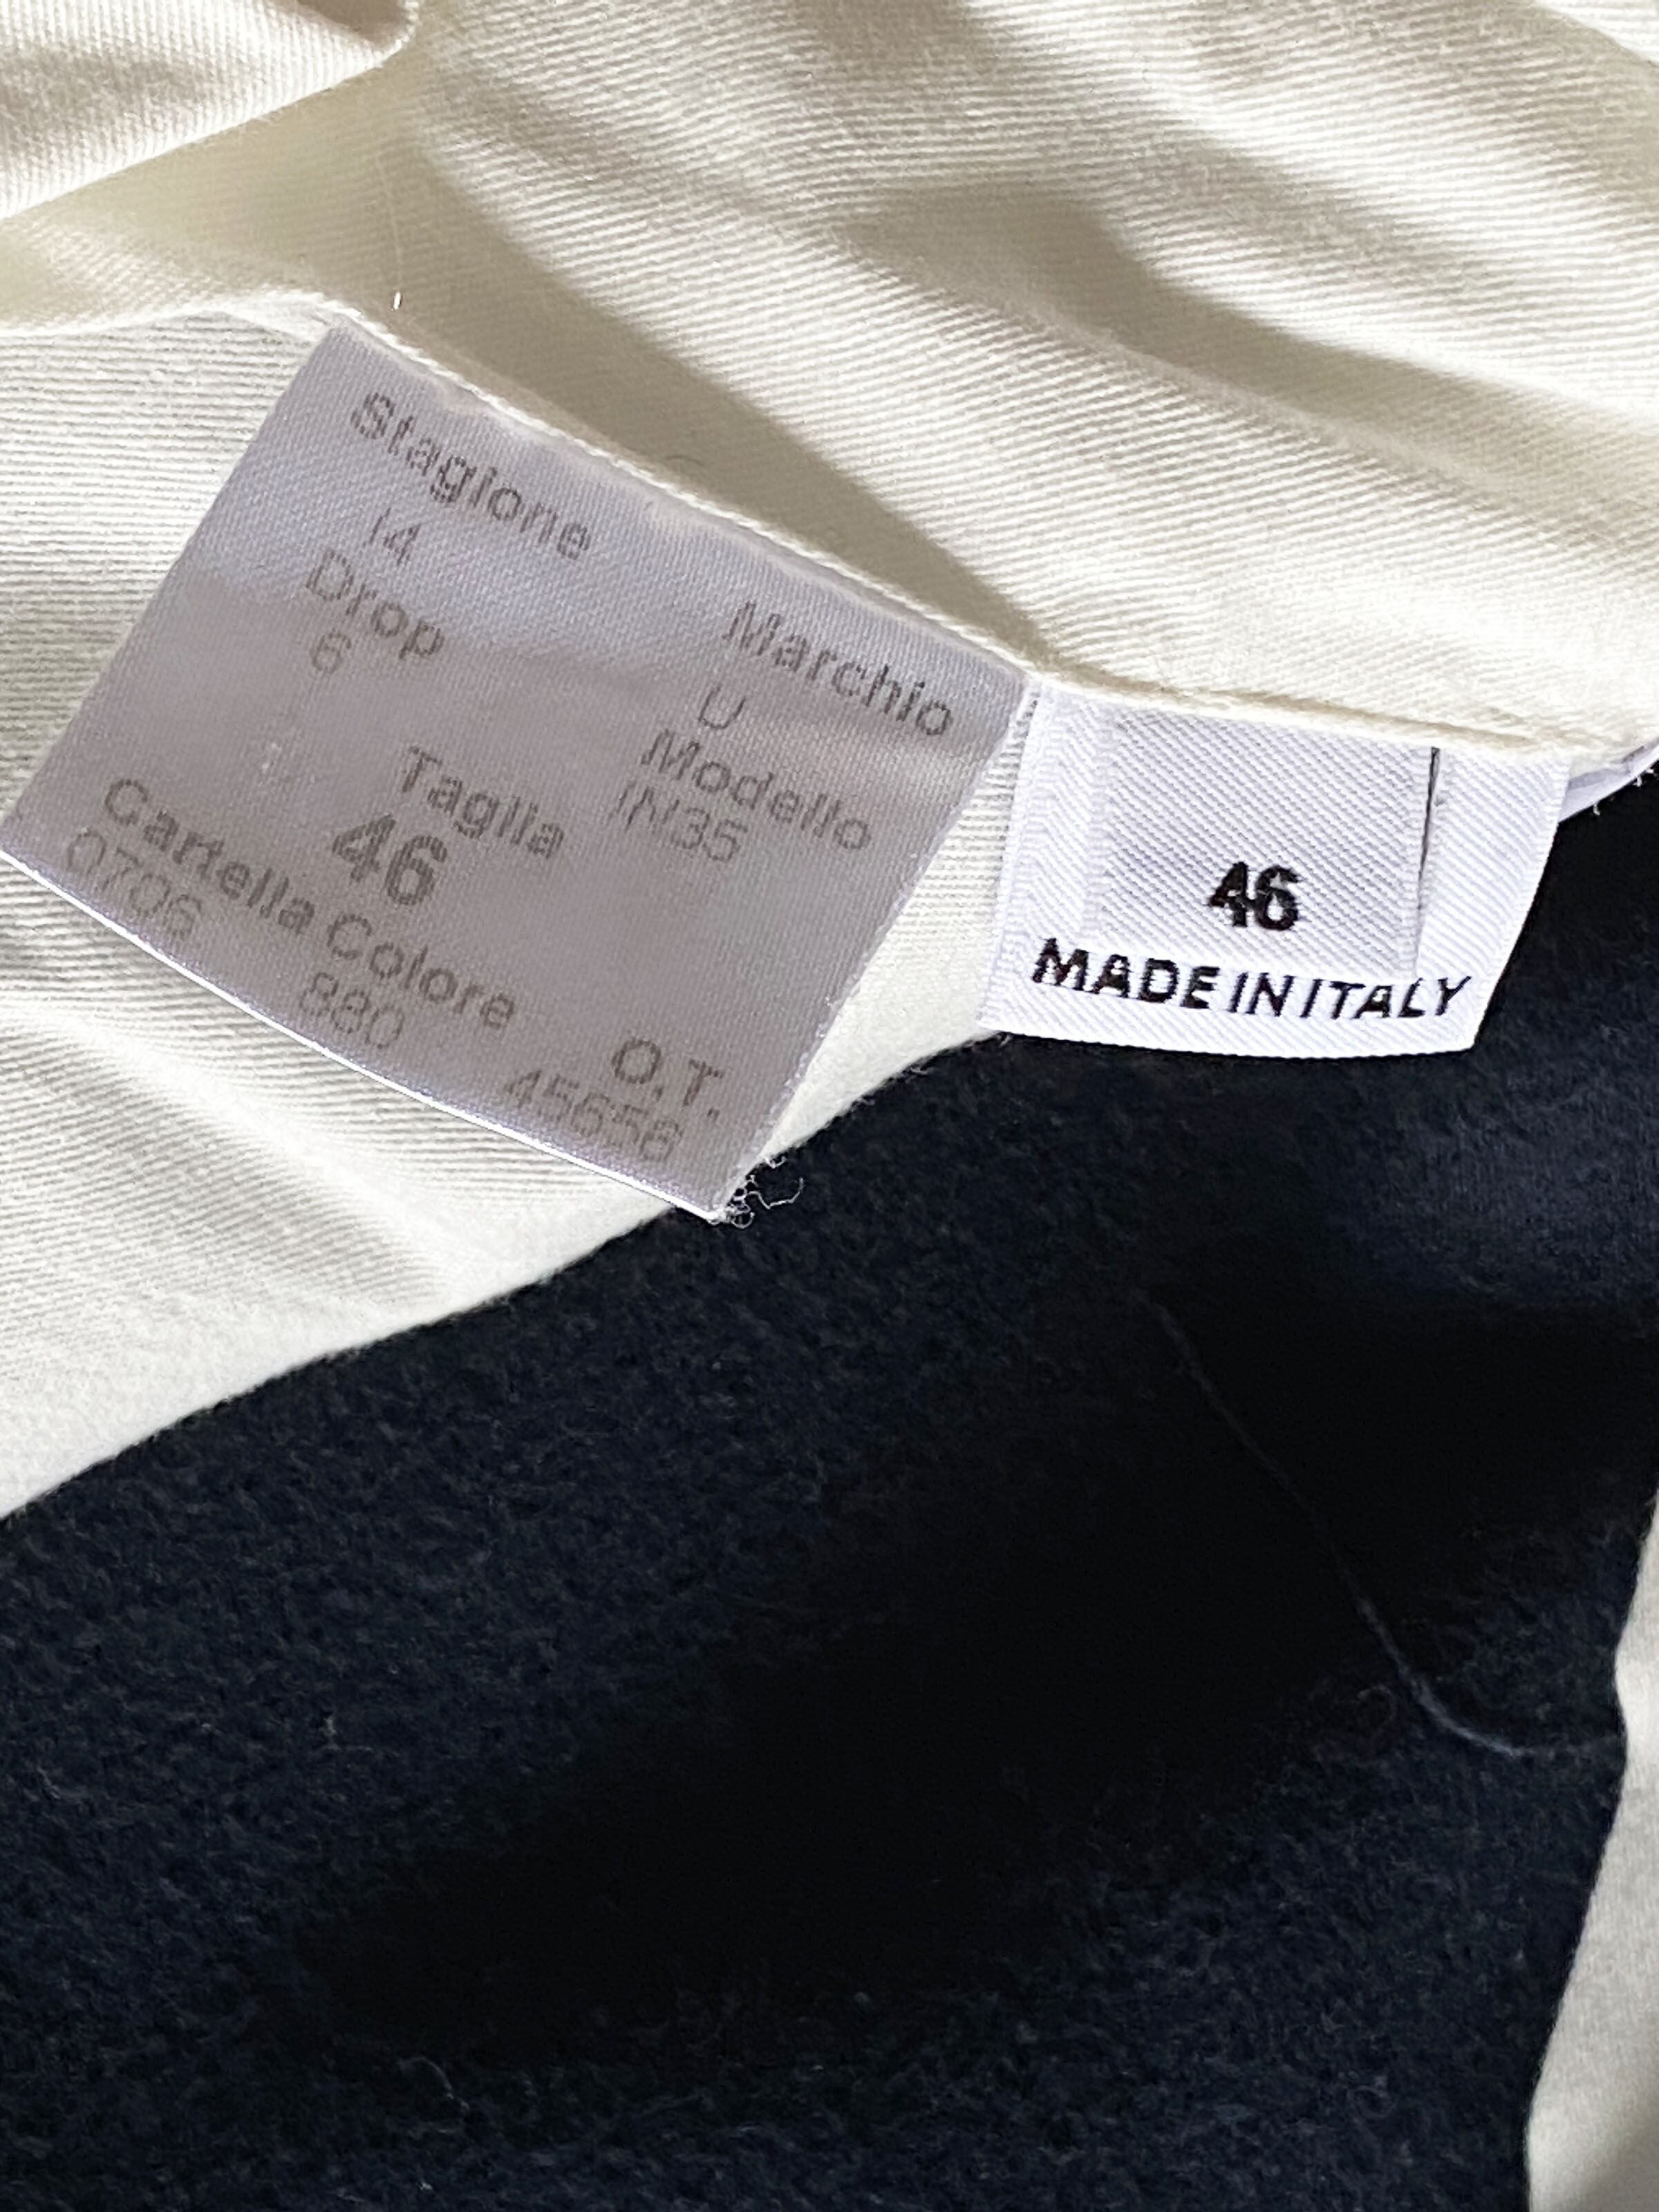 Stagione
14
Marchio
U
Drop
6
Modello
IN35
Taglia
46
Cartella Colore
0706 880
O.T.
45656
46
MADE IN ITALY